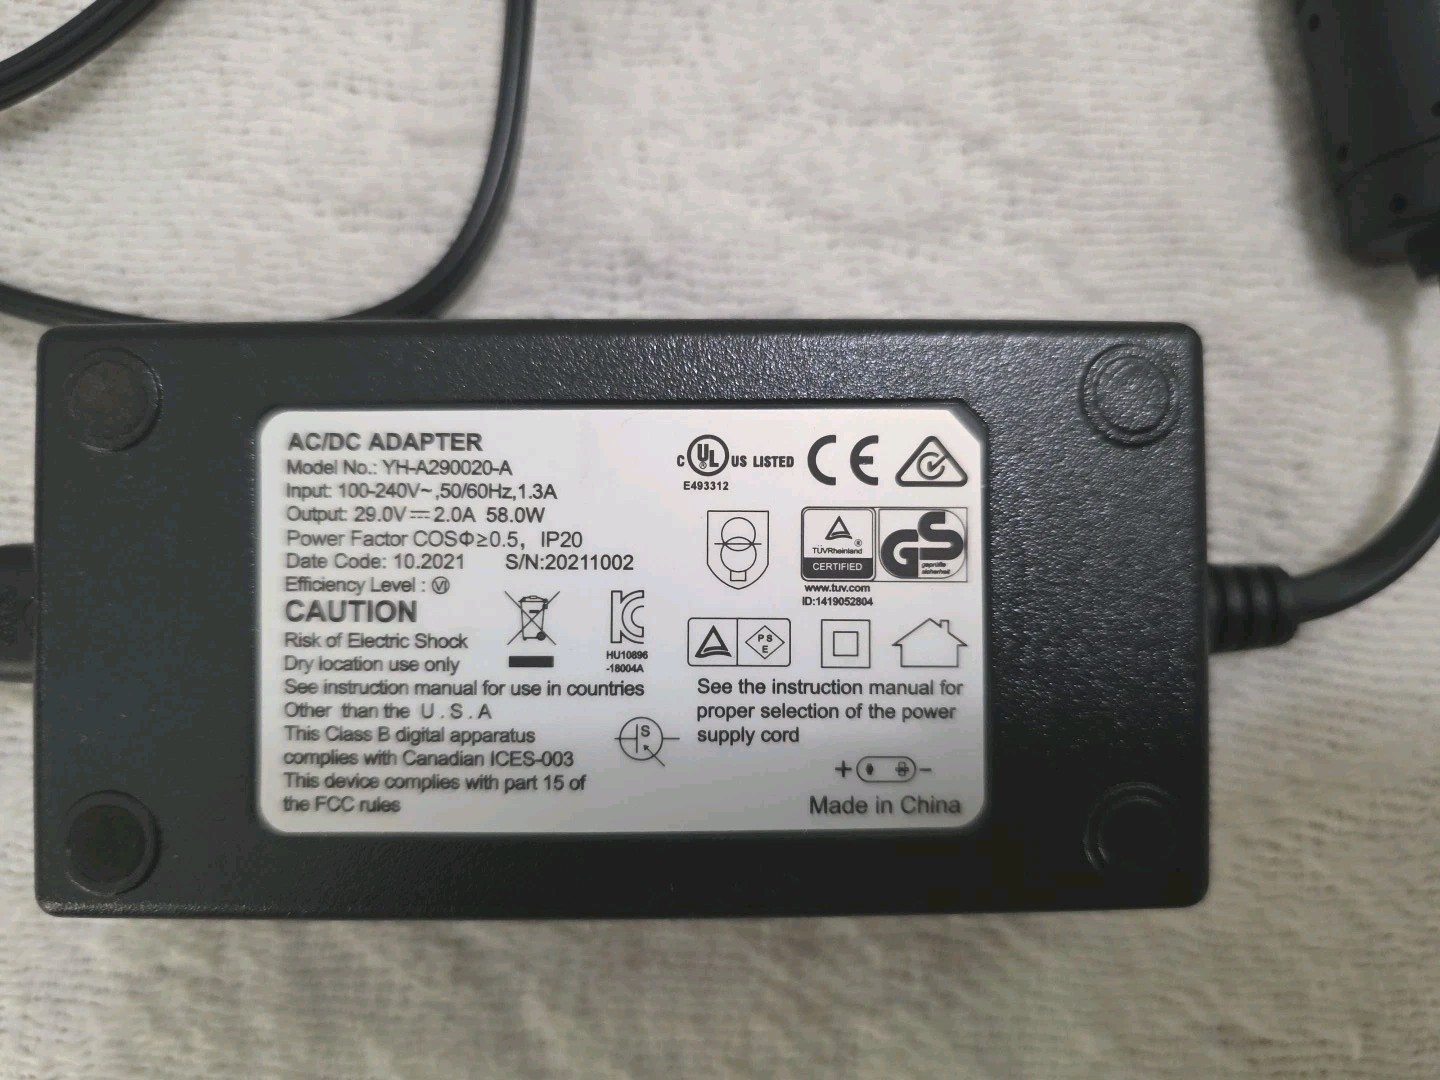 AC/DC ADAPTER
Model No.: YH-A290020-A
Input: 100-240V~,50/60Hz,1.3A
Output: 29.0V⎓2.0A 58.0W
Power Factor COSΦ≥0.5, IP20
Date Code: 10.2021 S/N:20211002
Efficiency Level : VI
CAUTION
Risk of Electric Shock
Dry location use only
See instruction manual for use in countries
Other than the U.S.A
This Class B digital apparatus
complies with Canadian ICES-003
This device complies with part 15 of
the FCC rules
HU10896
-18004A
S
C UL US LISTED CE
E493312
TÜVRheinland
CERTIFIED
GS
geprüfte
sicherheit
www.tuv.com
ID:1419052804
PS
E
See the instruction manual for
proper selection of the power
supply cord
+ −
Made in China